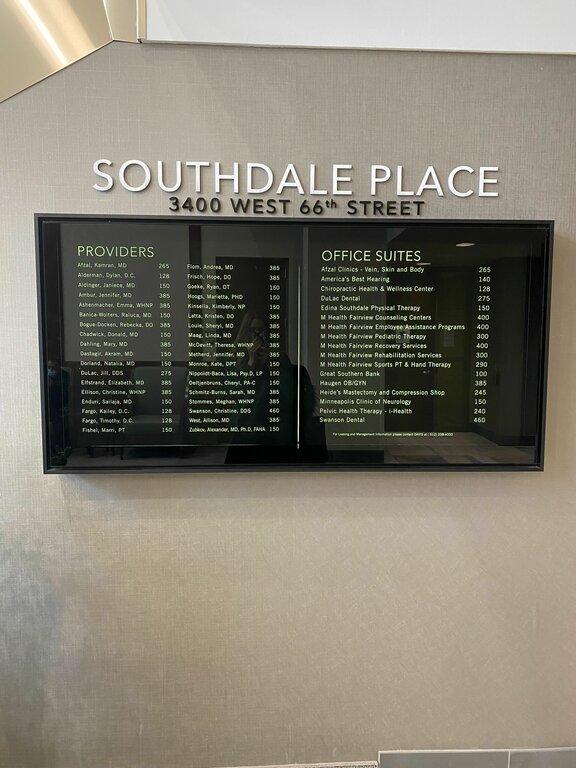 SOUTHDALE PLACE
3400 WEST 66th STREET
PROVIDERS
Afzal, Kamran, MD 265
Alderman, Dylan, D.C. 128
Aldinger, Janiece, MD 150
Ambur, Jennifer, MD 385
Ashenmacher, Emma, WHNP 385
Banica-Wolters, Raluca, MD 150
Bogue-Docken, Rebecka, DO 385
Chadwick, Donald, MD 150
Dahling, Mary, MD 385
Dastagir, Akram, MD 150
Dorland, Natalia, MD 150
DuLac, Jill, DDS 275
Elfstrand, Elizabeth, MD 385
Ellison, Christine, WHNP 385
Enduri, Sailaja, MD 150
Fargo, Kailey, D.C. 128
Fargo, Timothy, D.C. 128
Fishel, Marri, PT 150
Flom, Andrea, MD 385
Frisch, Hope, DO 385
Goeke, Ryan, OT 150
Hoogs, Marietta, PHD 150
Kinsella, Kimberly, NP 150
Latta, Kristen, DO 385
Louie, Sheryl, MD 385
Maag, Linda, MD 385
McDevitt, Theresa, WHNP 385
Metherd, Jennifer, MD 385
Monroe, Kate, DPT 150
Nippoldt-Baca, Lisa, Psy.D, LP 150
Oeltjenbruns, Cheryl, PA-C 150
Schmitz-Burns, Sarah, MD 385
Stommes, Meghan, WHNP 385
Swanson, Christine, DDS 460
West, Allison, MD 385
Zubkov, Alexander, MD, Ph.D, FAHA 150
OFFICE SUITES
Afzal Clinics - Vein, Skin and Body 265
America's Best Hearing 140
Chiropractic Health & Wellness Center 128
DuLac Dental 275
Edina Southdale Physical Therapy 150
M Health Fairview Counseling Centers 400
M Health Fairview Employee Assistance Programs 400
M Health Fairview Pediatric Therapy 300
M Health Fairview Recovery Services 400
M Health Fairview Rehabilitation Services 300
M Health Fairview Sports PT & Hand Therapy 290
Great Southern Bank 100
Haugen OB/GYN 385
Heide's Mastectomy and Compression Shop 245
Minneapolis Clinic of Neurology 150
Pelvic Health Therapy - i-Health 240
Swanson Dental 460
For Leasing and Management Information please contact DAVIS at